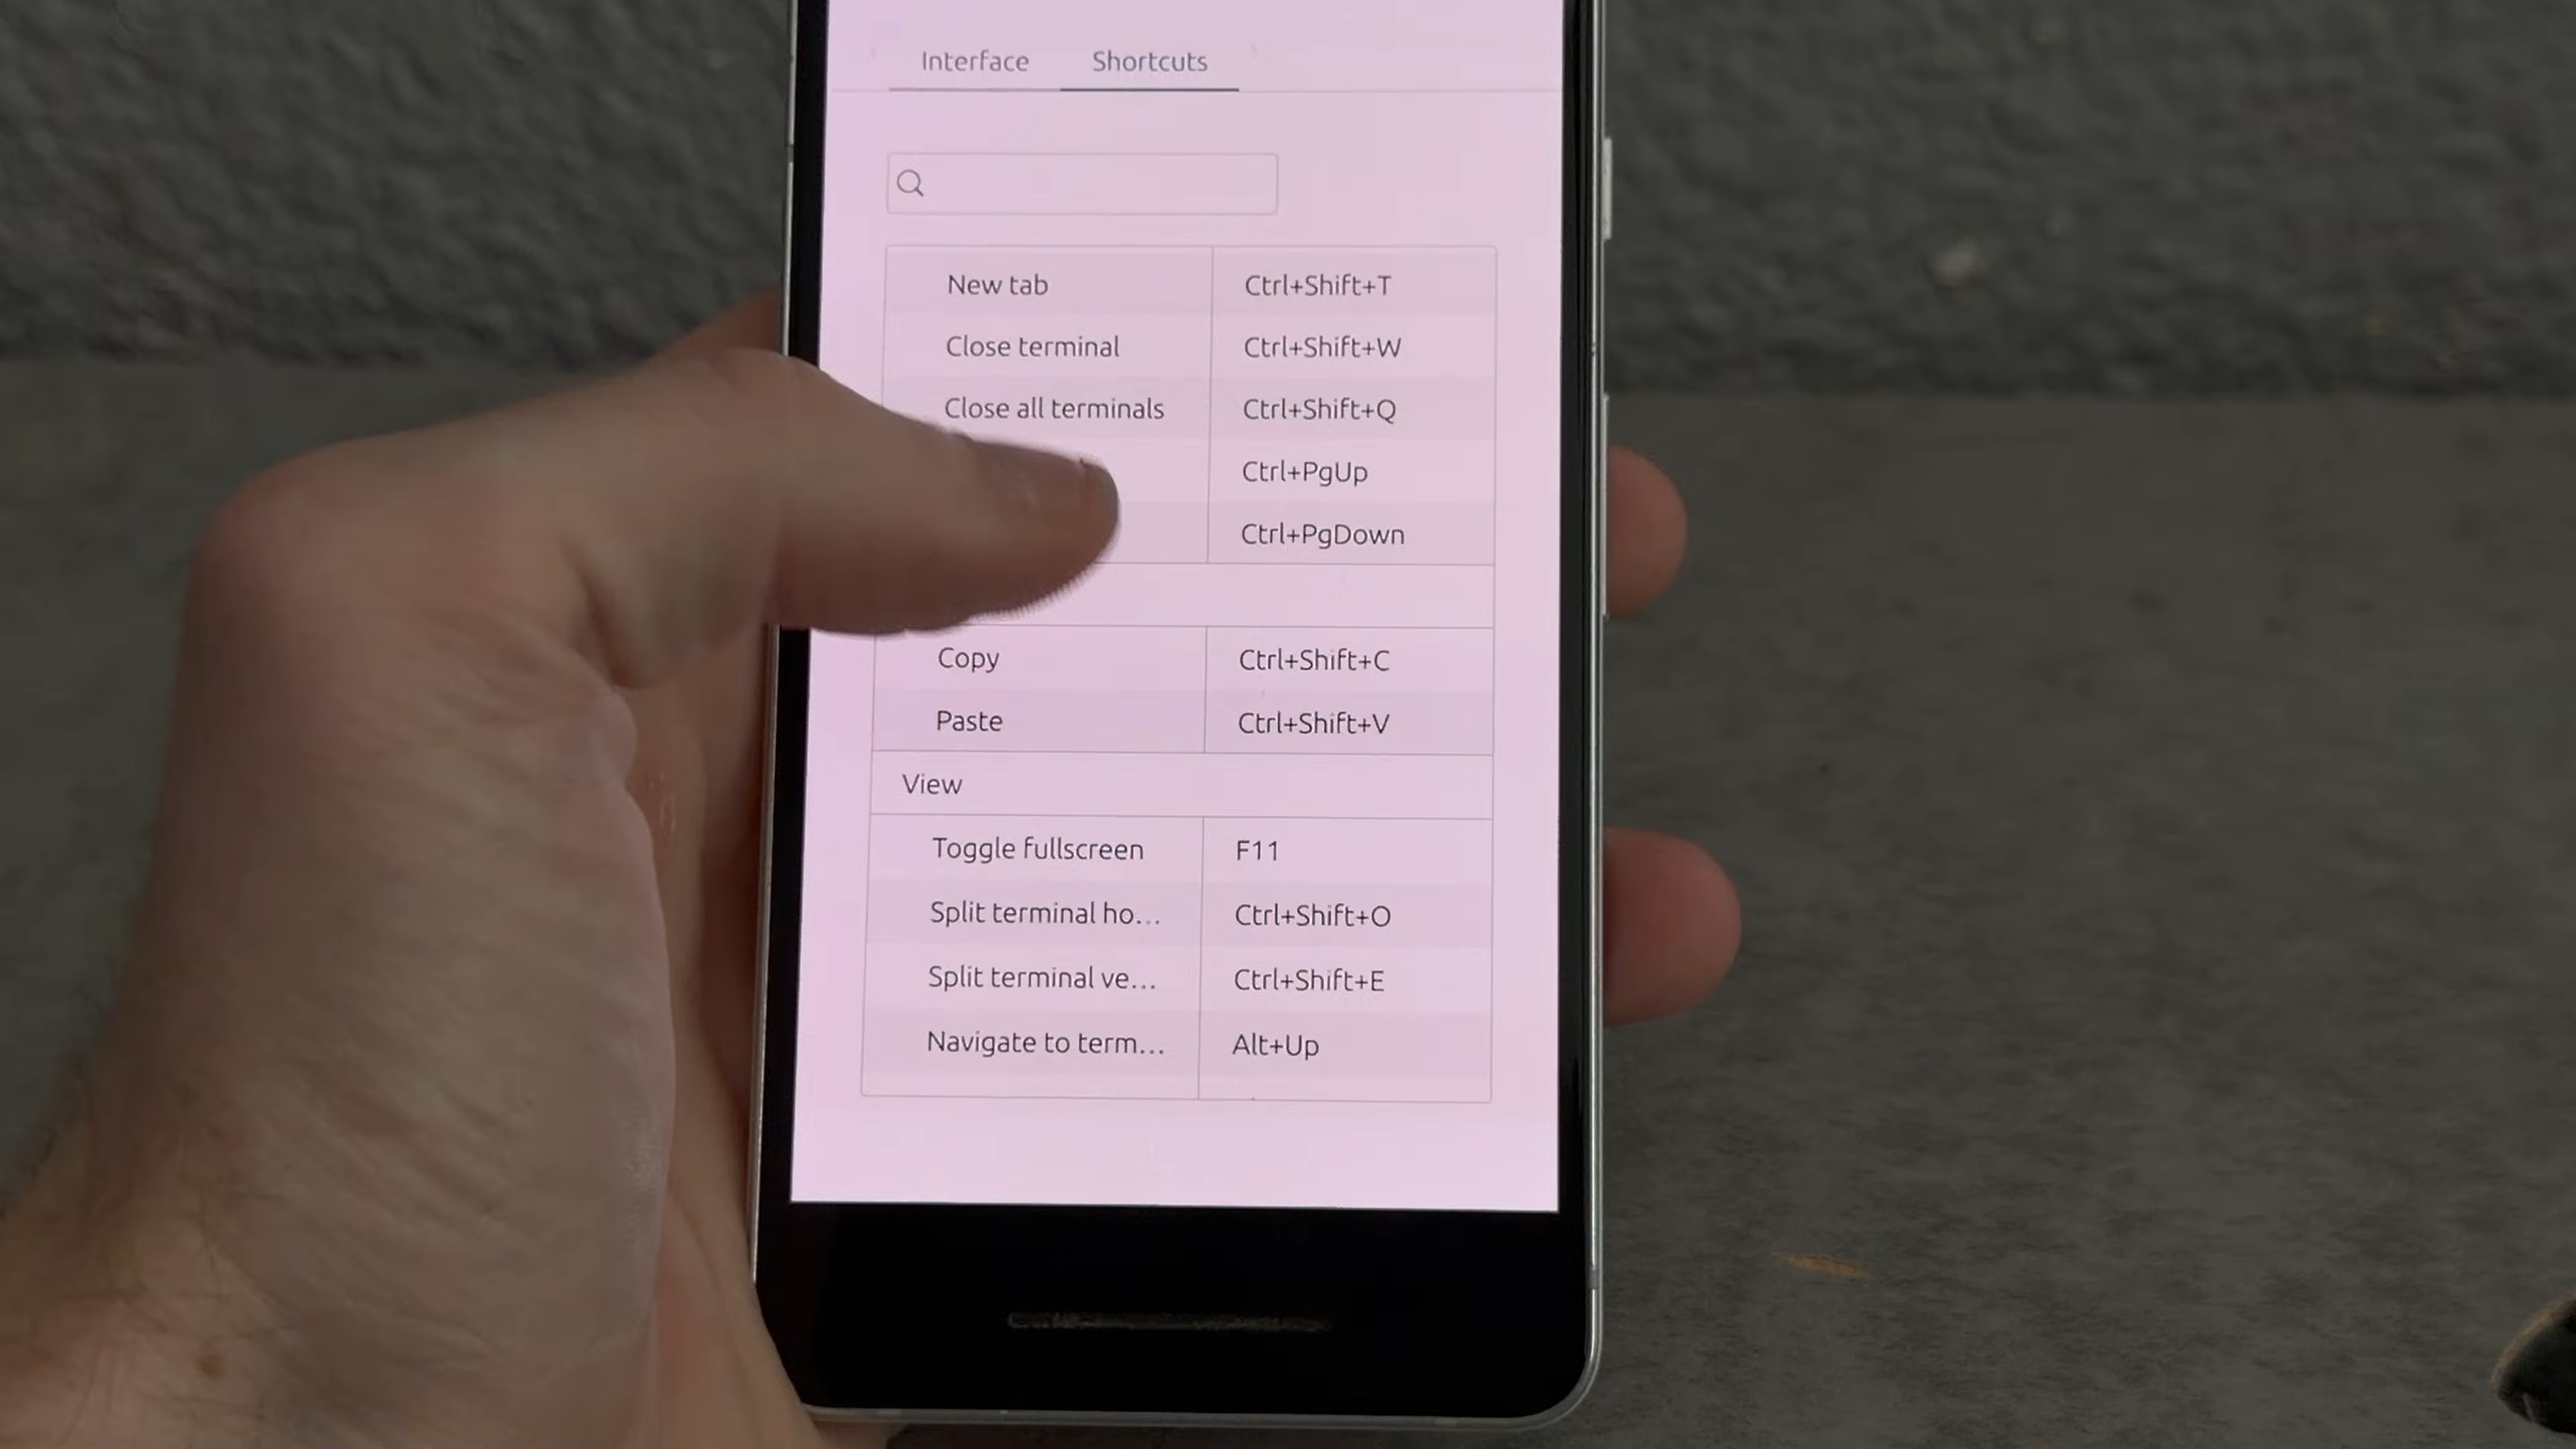 Interface Shortcuts
New tab Ctrl+Shift+T
Close terminal Ctrl+Shift+W
Close all terminals Ctrl+Shift+Q
Ctrl+PgUp
Ctrl+PgDown
Copy Ctrl+Shift+C
Paste Ctrl+Shift+V
View
Toggle fullscreen F11
Split terminal ho... Ctrl+Shift+O
Split terminal ve... Ctrl+Shift+E
Navigate to term... Alt+Up